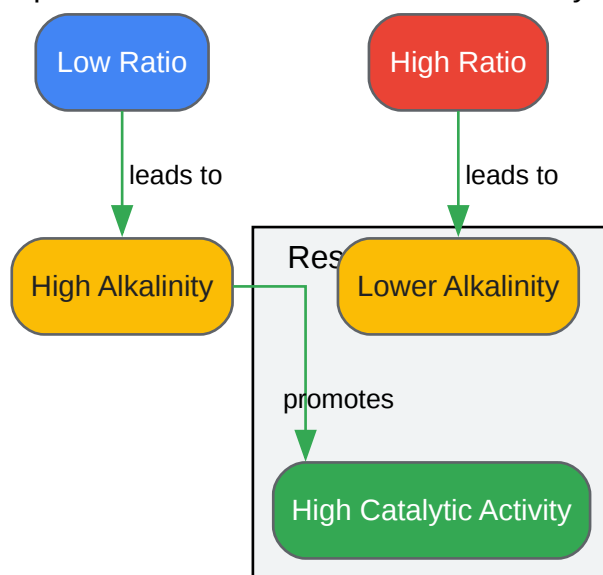 Low Ratio
High Ratio
leads to
leads to
High Alkalinity
Lower Alkalinity
promotes
High Catalytic Activity